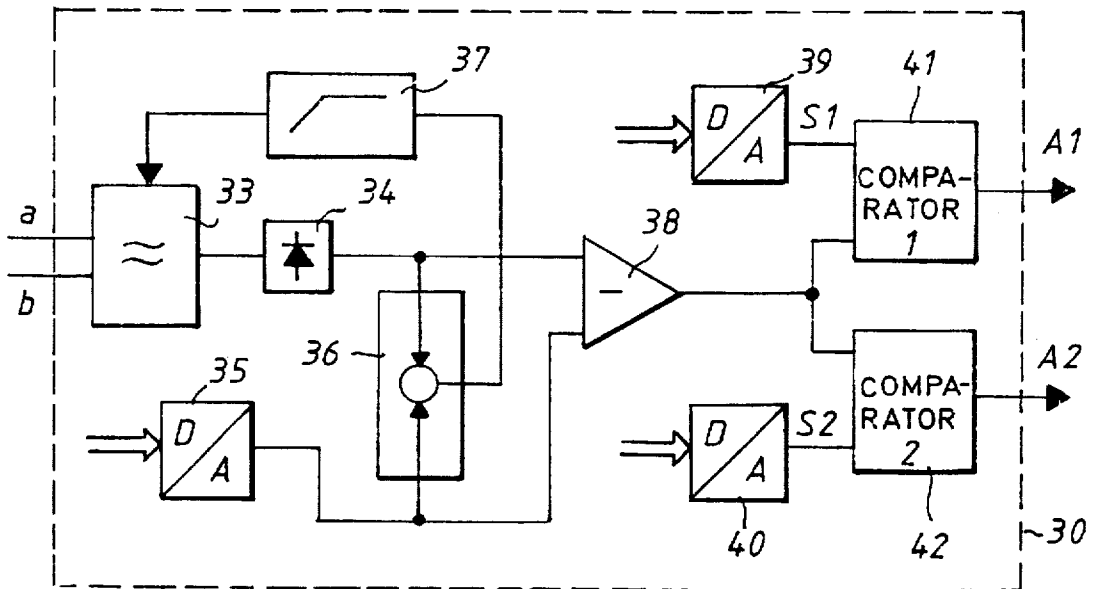 37
39
41
D
A
S1
A1
COMPA-
RATOR
1
33
34
a
b
38
36
35
D
A
D
A
S2
A2
COMPA-
RATOR
2
40
42
30